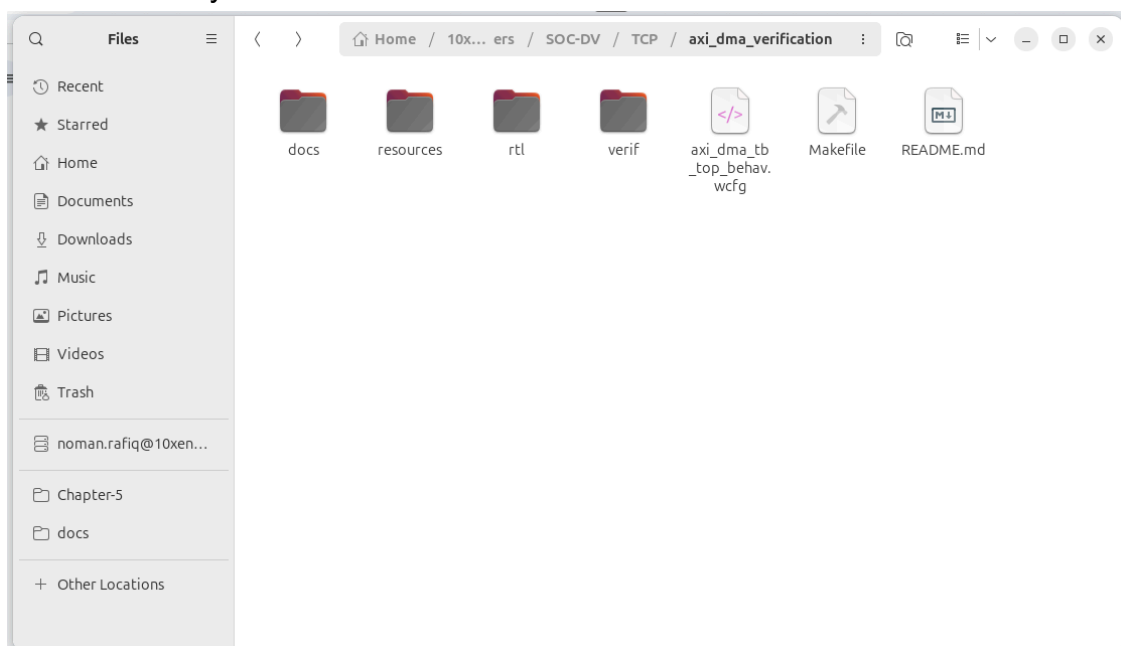 Files
Home / 10x... ers / SOC-DV / TCP / axi_dma_verification
Recent
Starred
Home
Documents
Downloads
Music
Pictures
Videos
Trash
noman.rafiq@10xen...
Chapter-5
docs
Other Locations
docs
resources
rtl
verif
axi_dma_tb
_top_behav.
wcfg
Makefile
README.md